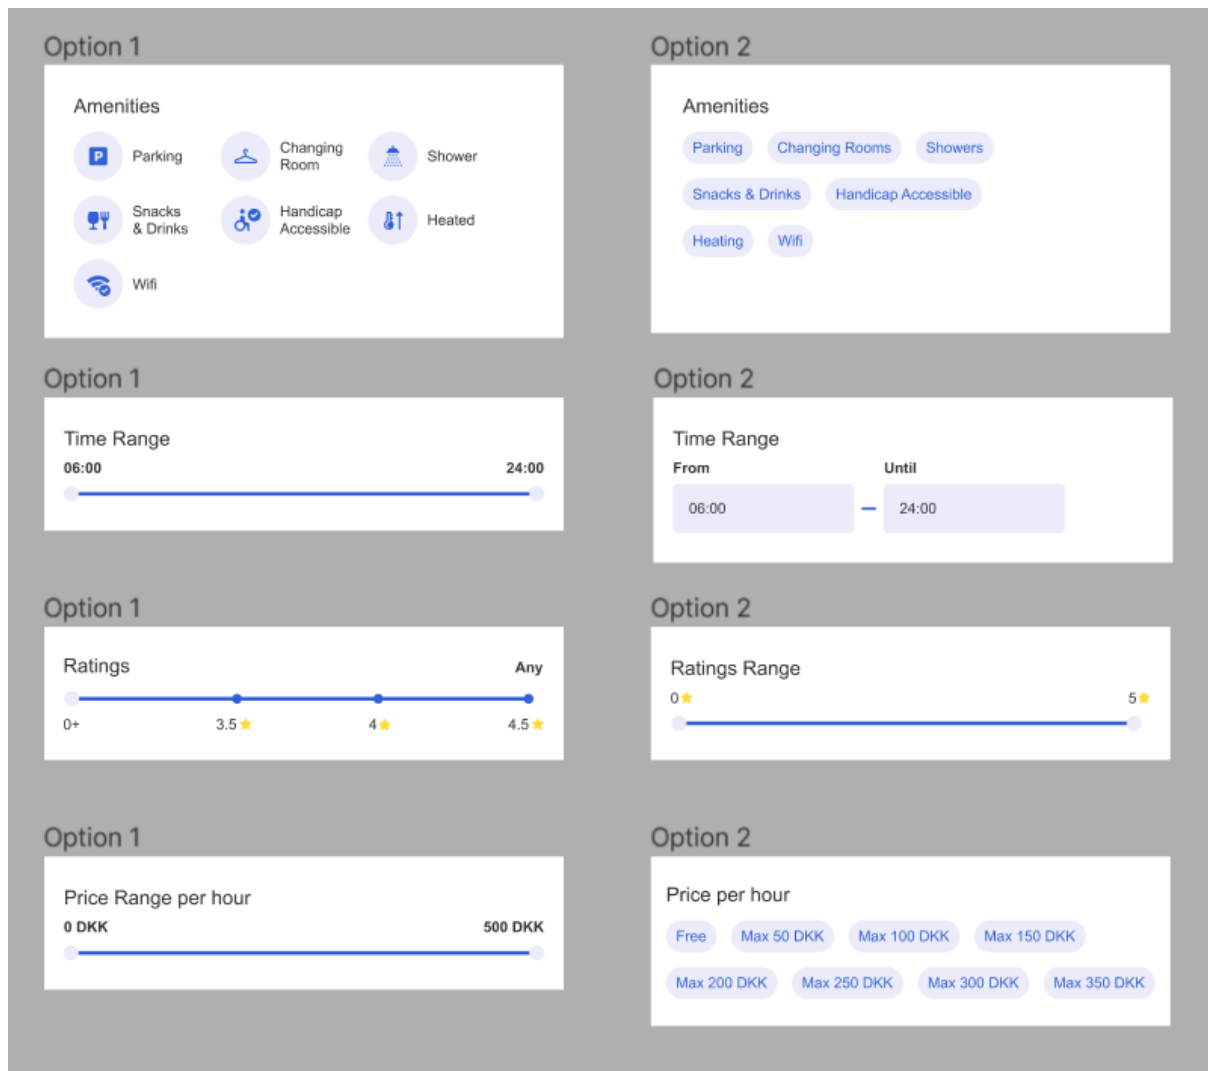 Option 1
Option 2
Amenities
Parking
Changing
Room
Shower
Snacks
& Drinks
Handicap
Accessible
Heated
Wifi
Amenities
Parking
Changing Rooms
Showers
Snacks & Drinks
Handicap Accessible
Heating
Wifi
Option 1
Option 2
Time Range
06:00
24:00
Time Range
From
Until
06:00
24:00
Option 1
Option 2
Ratings
Any
0+
3.5
4
4.5
Ratings Range
0
5
Option 1
Option 2
Price Range per hour
0 DKK
500 DKK
Price per hour
Free
Max 50 DKK
Max 100 DKK
Max 150 DKK
Max 200 DKK
Max 250 DKK
Max 300 DKK
Max 350 DKK